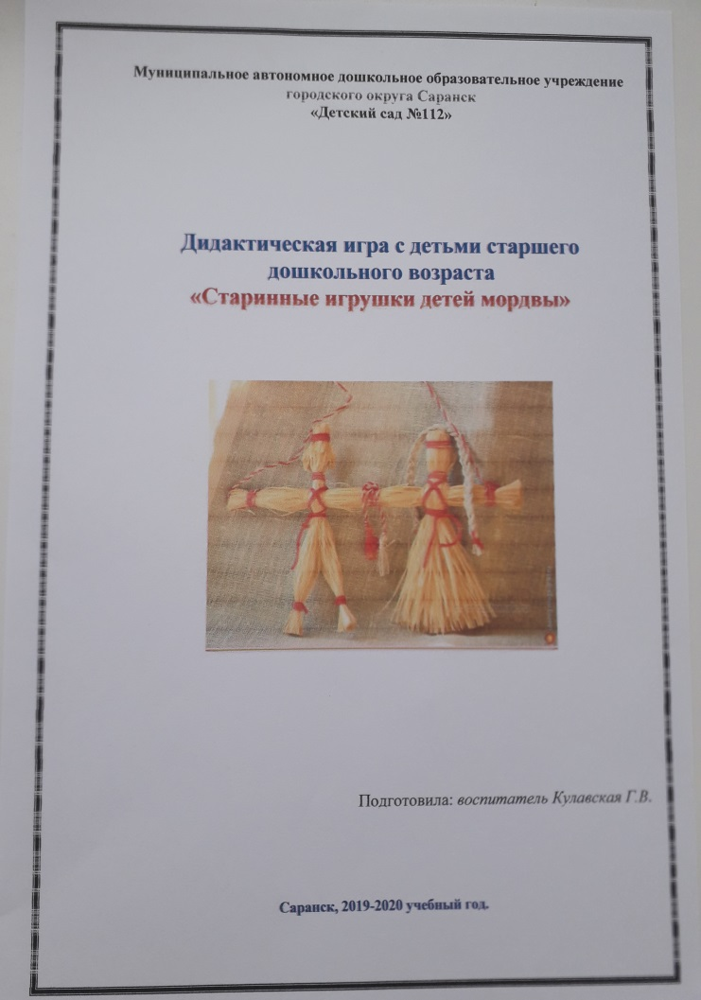 Муниципальное автономное дошкольное образовательное учреждение
городского округа Саранск
«Детский сад №112»
Дидактическая игра с детьми старшего
дошкольного возраста
«Старинные игрушки детей мордвы»
Подготовила: воспитатель Кулавская Г.В.
Саранск, 2019-2020 учебный год.